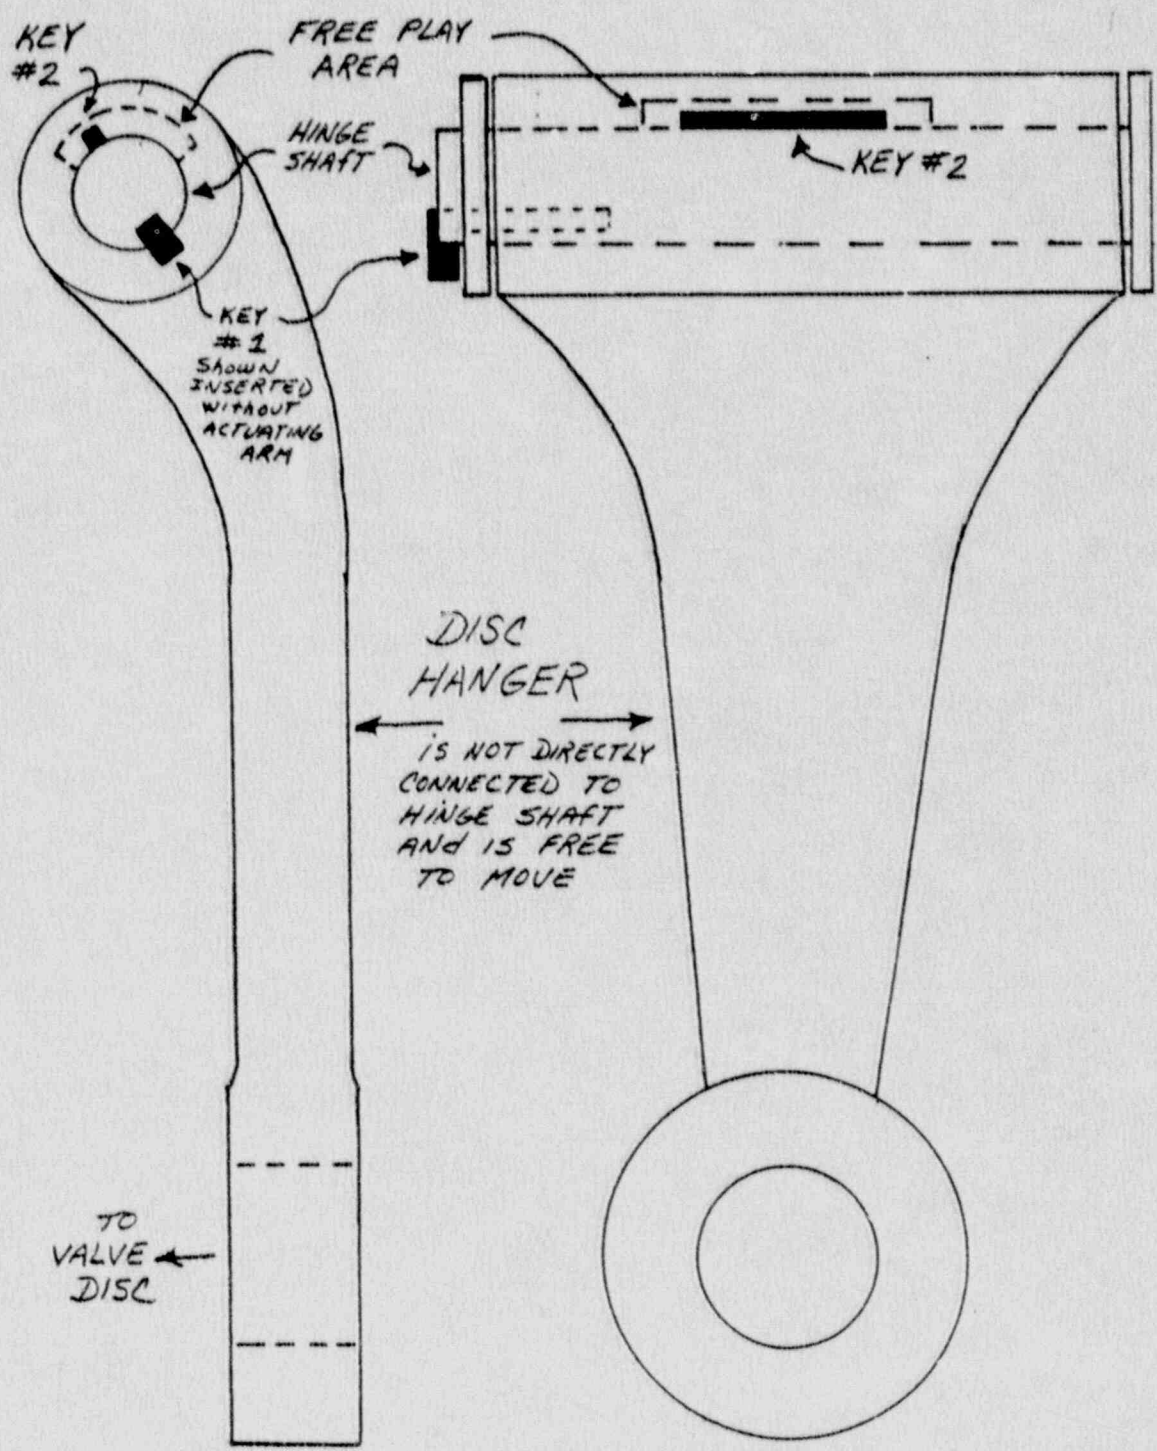 KEY
#2
FREE PLAY
AREA
HINGE
SHAFT
KEY #2
KEY
#1
SHOWN
INSERTED
WITHOUT
ACTUATING
ARM
DISC
HANGER
IS NOT DIRECTLY
CONNECTED TO
HINGE SHAFT
AND IS FREE
TO MOVE
TO
VALVE
DISC